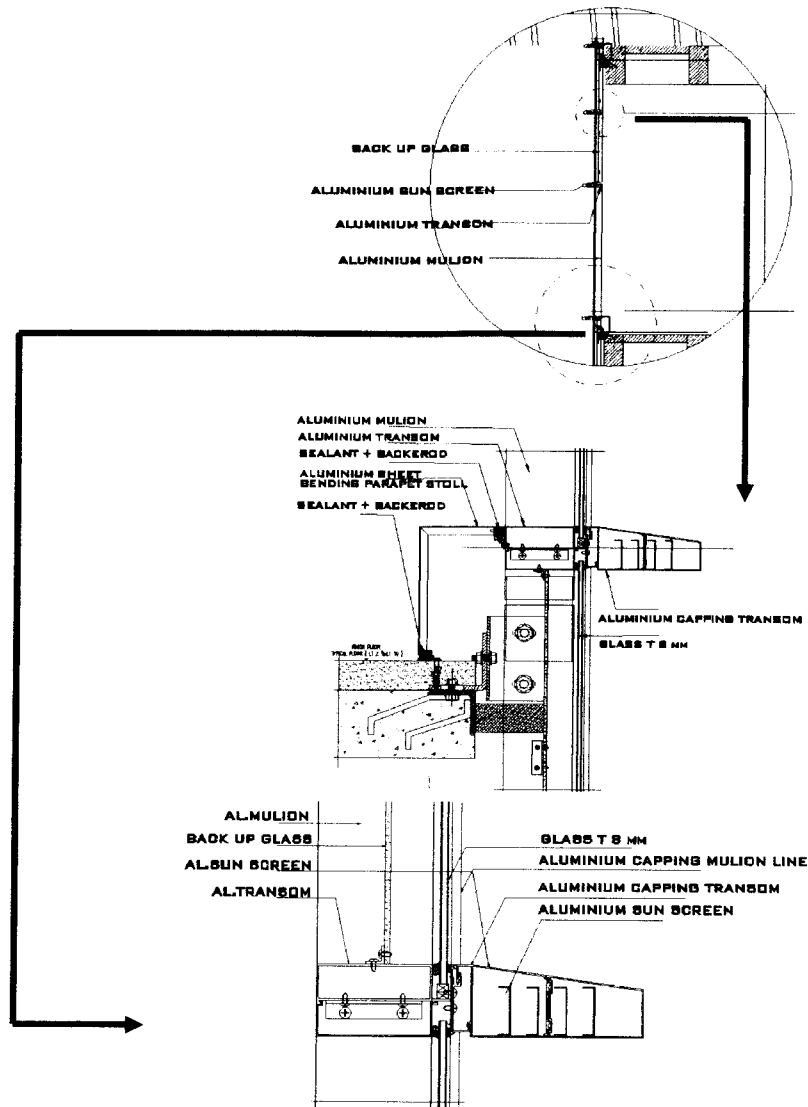 BACK UP GLASS
ALUMINIUM SUN SCREEN
ALUMINIUM TRANSOM
ALUMINIUM MULION
ALUMINIUM MULION
ALUMINIUM TRANSOM
SEALANT + BACKEROD
ALUMINIUM SHEET
BENDING PARAPET STOLL
SEALANT + BACKEROD
ALUMINIUM CAPPING TRANSOM
GLASS T 8 MM
FINISH FLOOR
AL.MULION
BACK UP GLASS
AL.SUN SCREEN
AL.TRANSOM
GLASS T 8 MM
ALUMINIUM CAPPING MULION LINE
ALUMINIUM CAPPING TRANSOM
ALUMINIUM SUN SCREEN